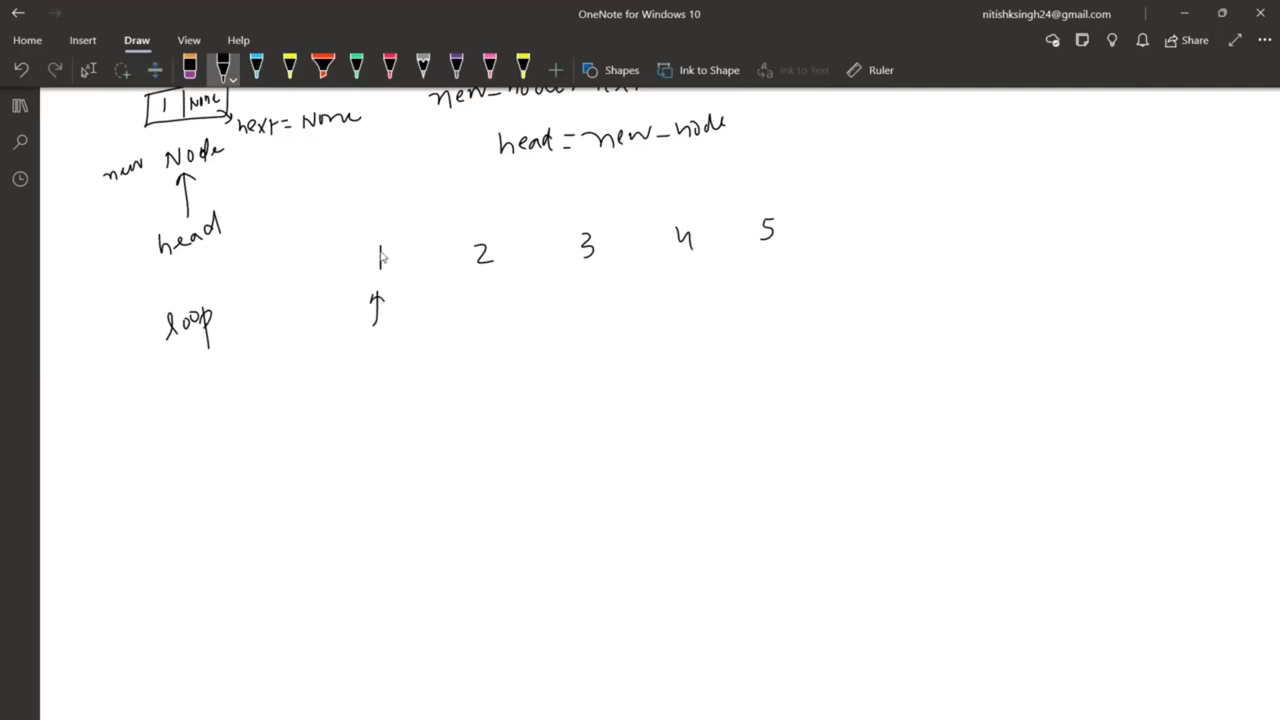 OneNote for Windows 10
nitishksingh24@gmail.com
Home Insert Draw View Help
Share
Shapes Ink to Shape Ink to Text Ruler
1 None
next = None
head = new_node
new Node
head
1 2 3 4 5
loop